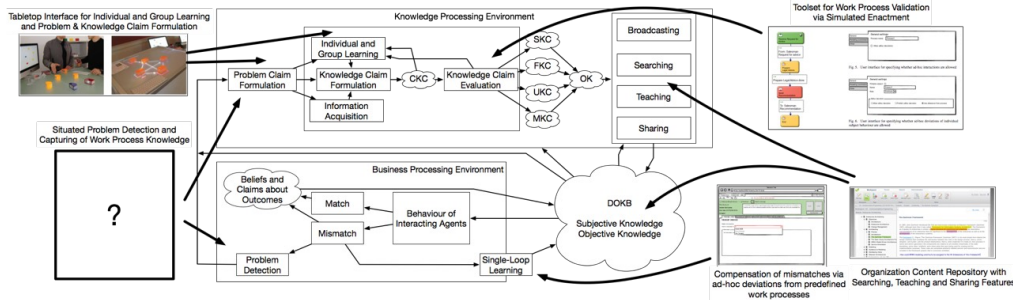 Tabletop Interface for Individual and Group Learning
and Problem & Knowledge Claim Formulation
Knowledge Processing Environment
Toolset for Work Process Validation
via Simulated Enactment
Individual and
Group Learning
Problem Claim
Formulation
Knowledge Claim
Formulation
Information
Acquisition
CKC
Knowledge Claim
Evaluation
SKC
FKC
UKC
MKC
OK
Broadcasting
Searching
Teaching
Sharing
Situated Problem Detection and
Capturing of Work Process Knowledge
?
Business Processing Environment
Beliefs and
Claims about
Outcomes
Match
Mismatch
Behaviour of
Interacting Agents
Problem
Detection
Single-Loop
Learning
DOKB
Subjective Knowledge
Objective Knowledge
Compensation of mismatches via
ad-hoc deviations from predefined
work processes
Organization Content Repository with
Searching, Teaching and Sharing Features